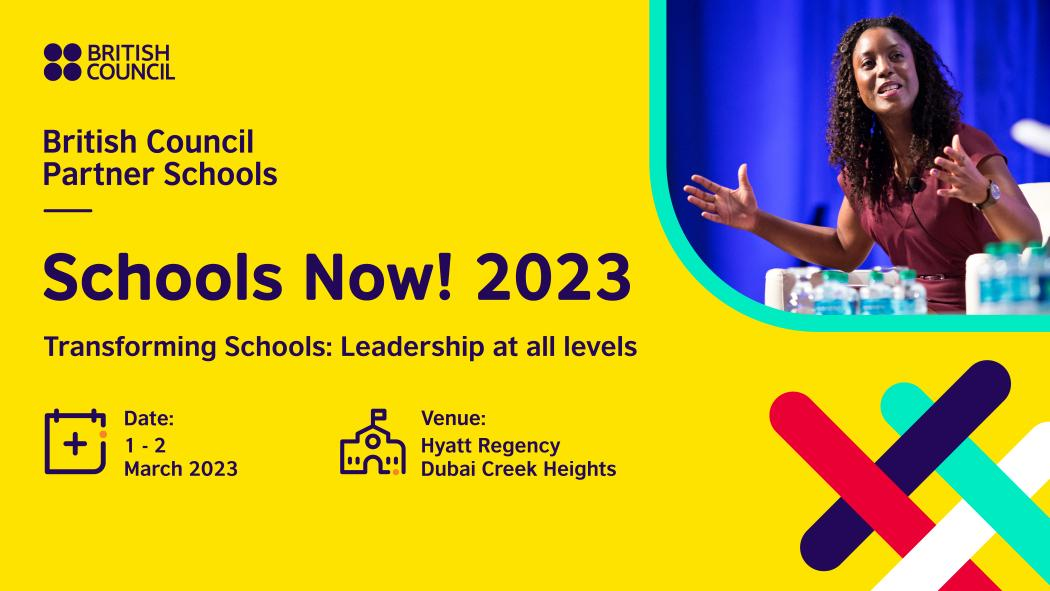 BRITISH
COUNCIL
British Council
Partner Schools
Schools Now! 2023
Transforming Schools: Leadership at all levels
Date:
1 - 2
March 2023
Venue:
Hyatt Regency
Dubai Creek Heights